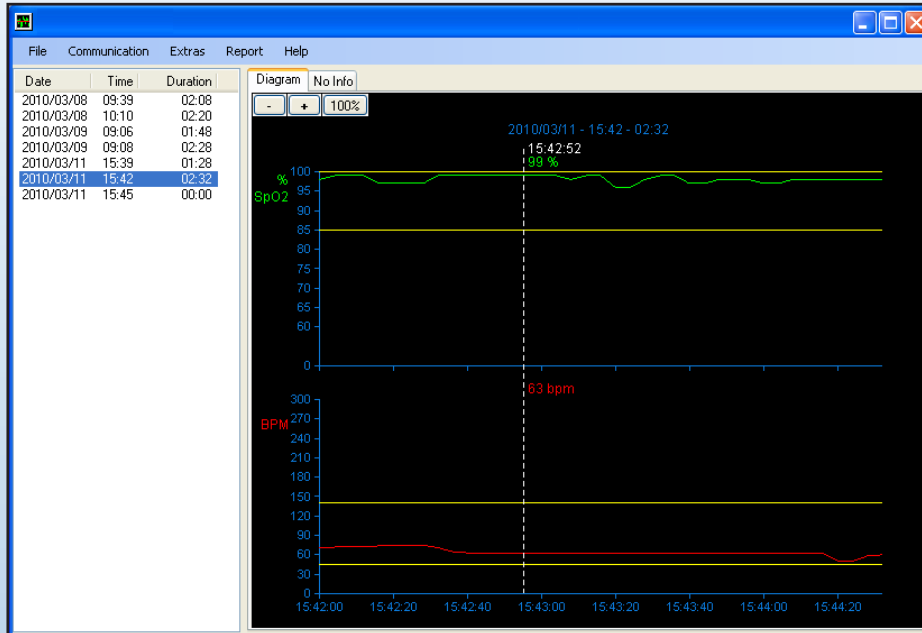 File Communication Extras Report Help
Date Time Duration
2010/03/08 09:39 02:08
2010/03/08 10:10 02:20
2010/03/09 09:06 01:48
2010/03/09 09:08 02:28
2010/03/11 15:39 01:28
2010/03/11 15:42 02:32
2010/03/11 15:45 00:00
Diagram No Info
- + 100%
2010/03/11 - 15:42 - 02:32
15:42:52
99 %
%
SpO2
100
95
90
85
80
75
70
65
60
0
63 bpm
BPM
300
270
240
210
180
150
120
90
60
30
0
15:42:00 15:42:20 15:42:40 15:43:00 15:43:20 15:43:40 15:44:00 15:44:20